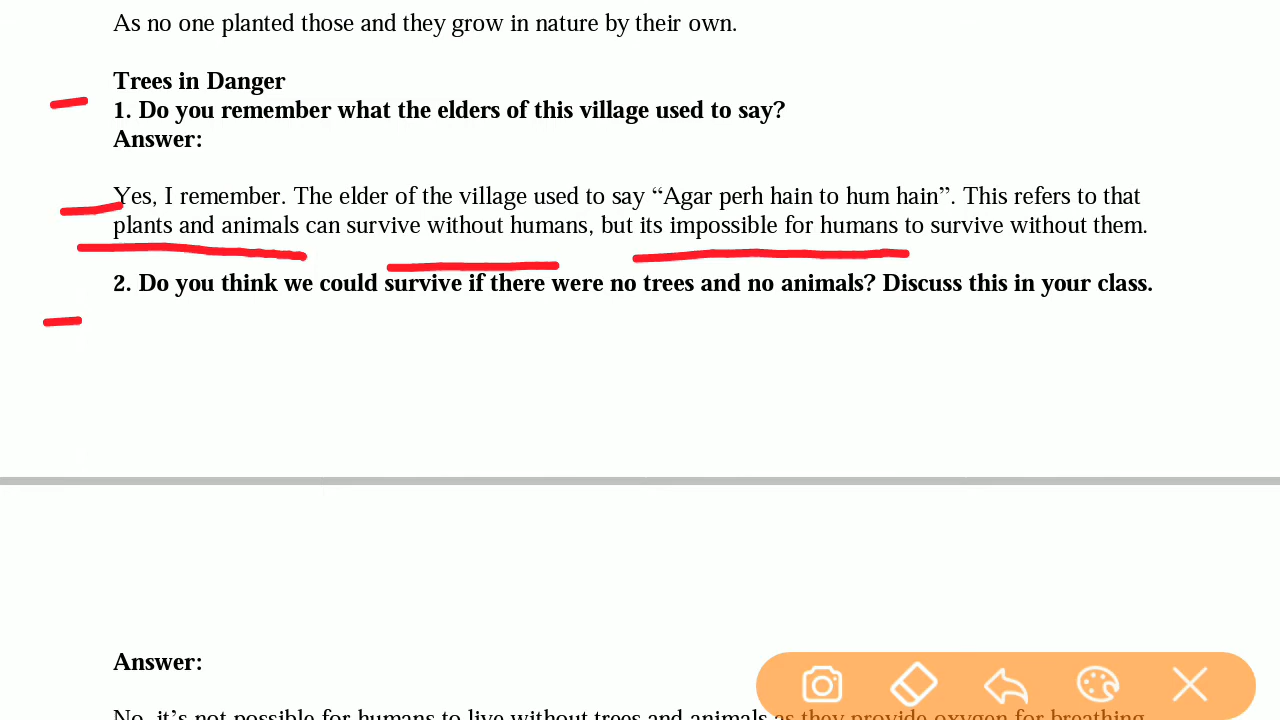 As no one planted those and they grow in nature by their own.
Trees in Danger
1. Do you remember what the elders of this village used to say?
Answer:
Yes, I remember. The elder of the village used to say “Agar perh hain to hum hain”. This refers to that
plants and animals can survive without humans, but its impossible for humans to survive without them.
2. Do you think we could survive if there were no trees and no animals? Discuss this in your class.
Answer:
No, it’s not possible for humans to live without trees and animals as they provide oxygen for breathing